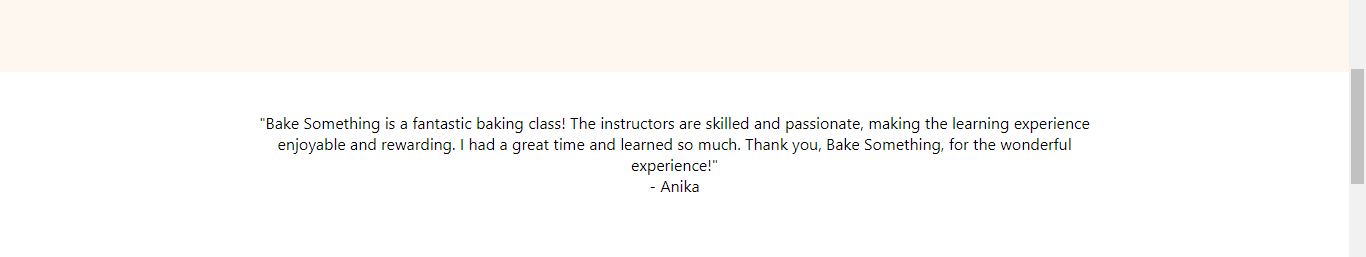 "Bake Something is a fantastic baking class! The instructors are skilled and passionate, making the learning experience
enjoyable and rewarding. I had a great time and learned so much. Thank you, Bake Something, for the wonderful
experience!"
- Anika